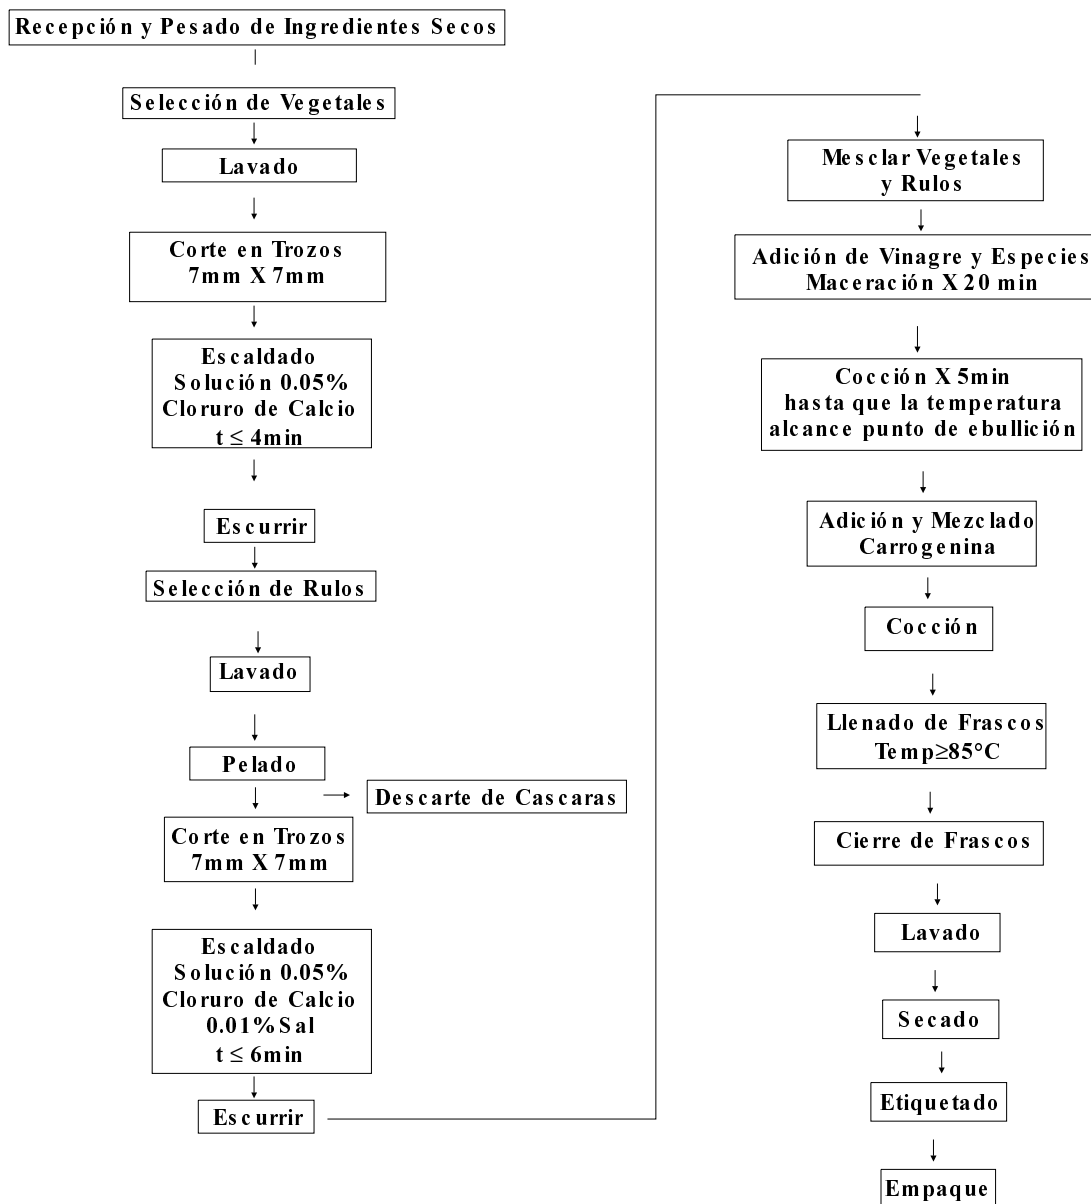 Recepción y Pesado de Ingredientes Secos
Selección de Vegetales
Lavado
Corte en Trozos
7mm X 7mm
Escaldado
Solución 0.05%
Cloruro de Calcio
t ≤ 4min
Escurrir
Selección de Rulos
Lavado
Pelado
Descarte de Cascaras
Corte en Trozos
7mm X 7mm
Escaldado
Solución 0.05%
Cloruro de Calcio
0.01% Sal
t ≤ 6min
Escurrir
Mesclar Vegetales
y Rulos
Adición de Vinagre y Especies
Maceración X 20 min
Cocción X 5min
hasta que la temperatura
alcance punto de ebullición
Adición y Mezclado
Carrogenina
Cocción
Llenado de Frascos
Temp≥85°C
Cierre de Frascos
Lavado
Secado
Etiquetado
Empaque